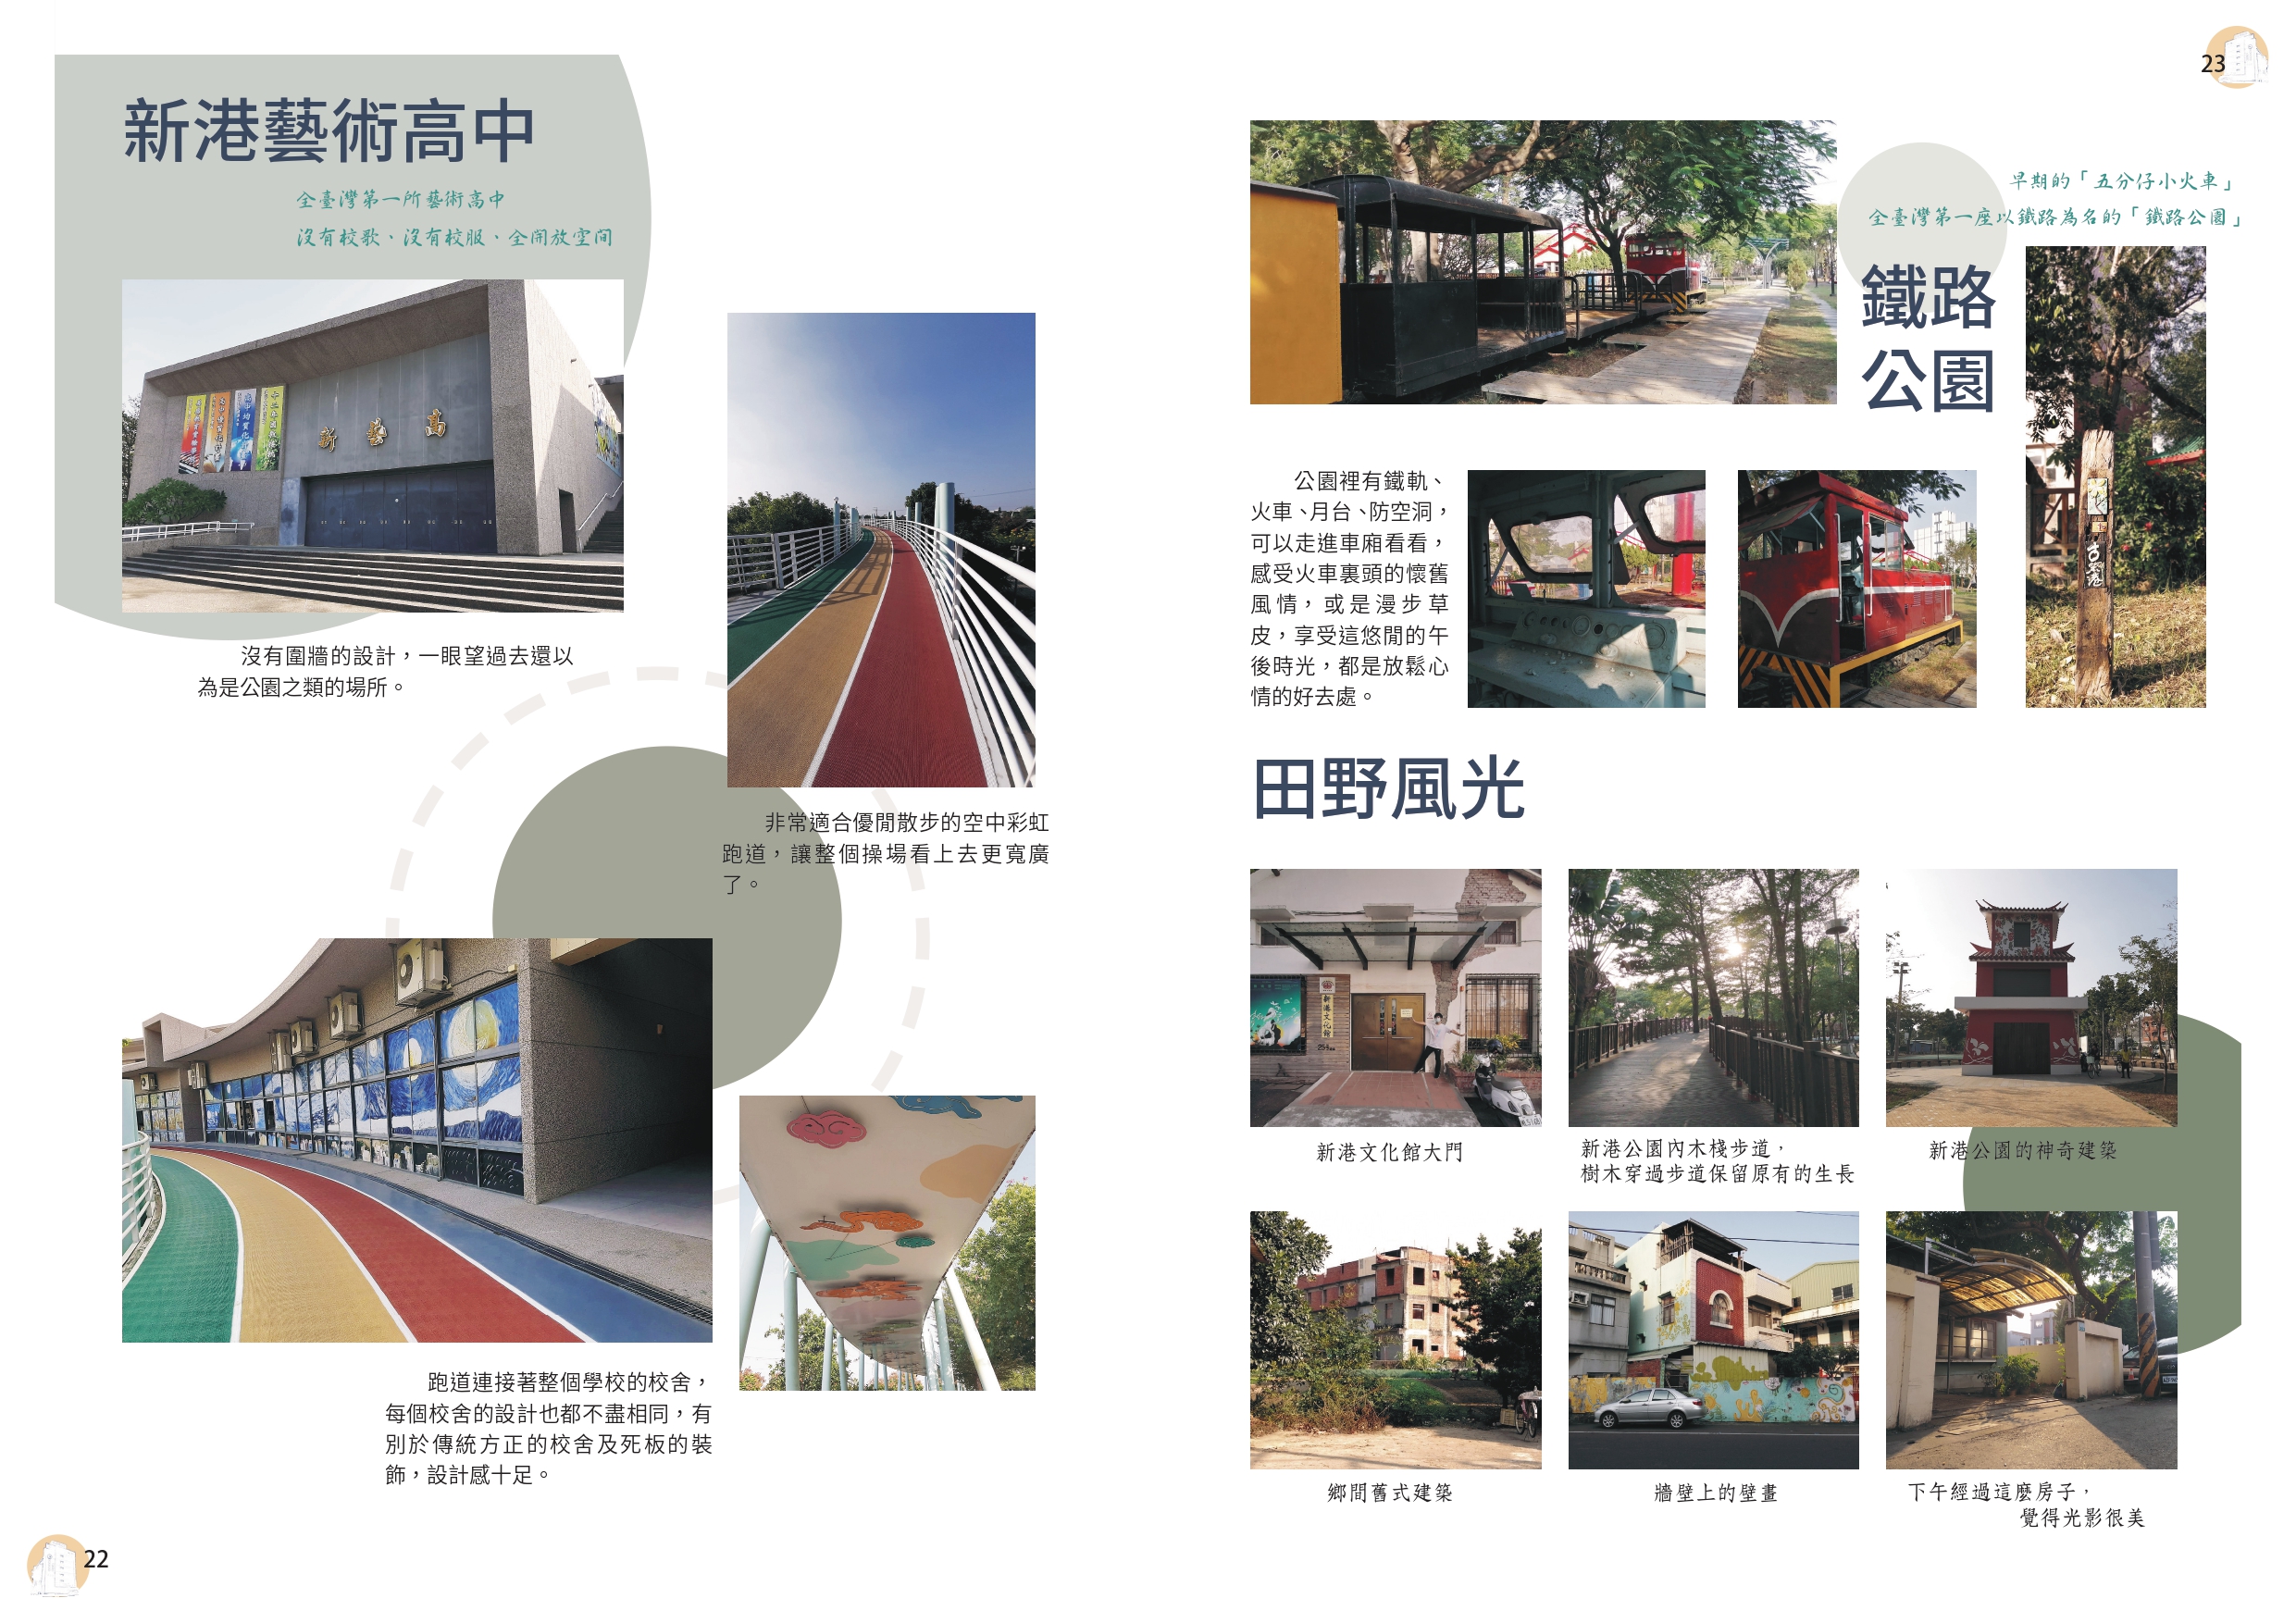 新港藝術高中
全臺灣第一所藝術高中
沒有校歌、沒有校服、全開放空間
新 藝 高
沒有圍牆的設計，一眼望過去還以
為是公園之類的場所。
非常適合優閒散步的空中彩虹
跑道，讓整個操場看上去更寬廣
了。
跑道連接著整個學校的校舍，
每個校舍的設計也都不盡相同，有
別於傳統方正的校舍及死板的裝
飾，設計感十足。
22
23
早期的「五分仔小火車」
全臺灣第一座以鐵路為名的「鐵路公園」
鐵路
公園
公園裡有鐵軌、
火車、月台、防空洞，
可以走進車廂看看，
感受火車裏頭的懷舊
風情，或是漫步草
皮，享受這悠閒的午
後時光，都是放鬆心
情的好去處。
田野風光
新港文化館
新港文化館大門
新港公園內木棧步道，
樹木穿過步道保留原有的生長
新港公園的神奇建築
鄉間舊式建築
牆壁上的壁畫
下午經過這麼房子，
覺得光影很美